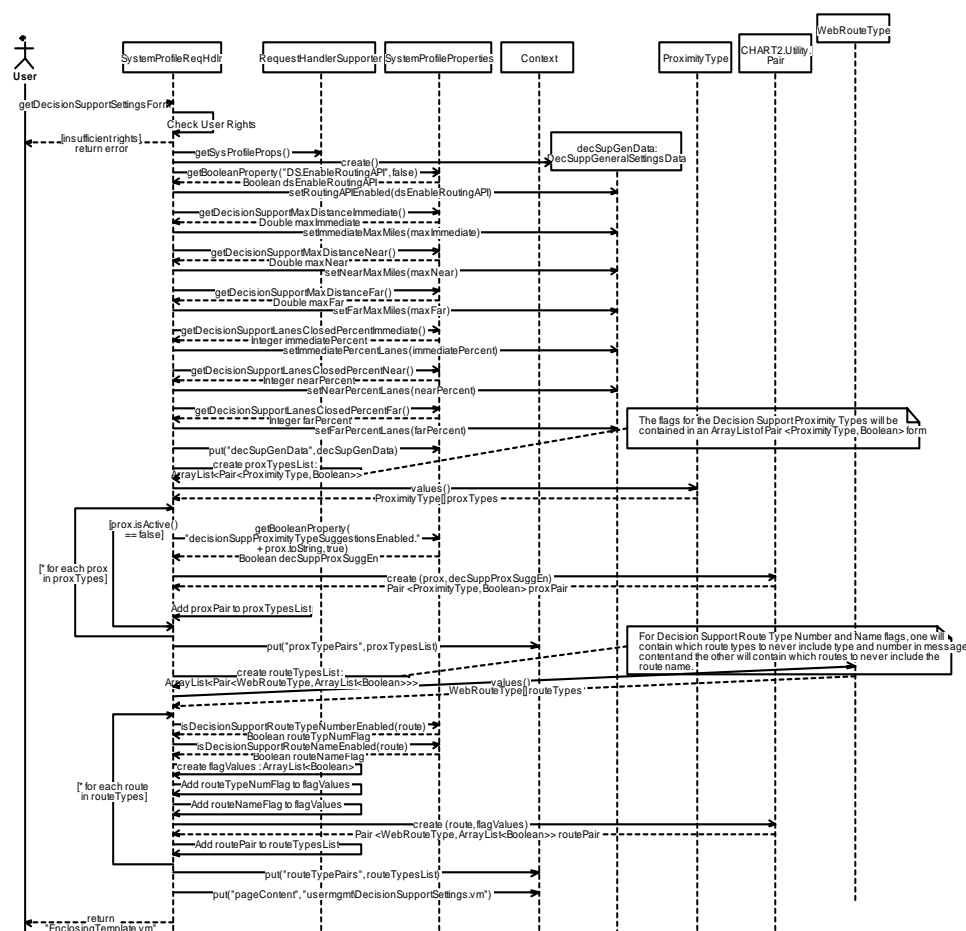 WebRouteType
SystemProfileReqHdlr
RequestHandlerSupporter
SystemProfileProperties
Context
ProximityType
CHART2.Utility.
Pair
User
getDecisionSupportSettingsForm
Check User Rights
[insufficient rights]
return error
getSysProfileProps()
create()
decSupGenData:
DecSuppGeneralSettingsData
getBooleanProperty("DS.EnableRoutingAPI",false)
Boolean dsEnableRoutingAPI
setRoutingAPIEnabled(dsEnableRoutingAPI)
getDecisionSupportMaxDistanceImmediate()
Double maxImmediate
setImmediateMaxMiles(maxImmediate)
getDecisionSupportMaxDistanceNear()
Double maxNear
setNearMaxMiles(maxNear)
getDecisionSupportMaxDistanceFar()
Double maxFar
setFarMaxMiles(maxFar)
getDecisionSupportLanesClosedPercentImmediate()
Integer immediatePercent
setImmediatePercentLanes(immediatePercent)
getDecisionSupportLanesClosedPercentNear()
Integer nearPercent
setNearPercentLanes(nearPercent)
getDecisionSupportLanesClosedPercentFar()
Integer farPercent
setFarPercentLanes(farPercent)
The flags for the Decision Support Proximity Types will be
contained in an ArrayList of Pair <ProximityType, Boolean> form
put("decSupGenData", decSupGenData)
create proxTypesList :
ArrayList<Pair<ProximityType, Boolean>>
values()
ProximityType[] proxTypes
[prox.isActive()
== false]
getBooleanProperty(
"decisionSuppProximityTypeSuggestionsEnabled."
+ prox.toString, true)
Boolean decSuppProxSuggEn
[* for each prox
in proxTypes]
create (prox, decSuppProxSuggEn)
Pair <ProximityType, Boolean> proxPair
Add proxPair to proxTypesList
put("proxTypePairs", proxTypesList)
For Decision Support Route Type Number and Name flags, one will
contain which route types to never include type and number in message
content and the other will contain which routes to never include the
route name.
create routeTypesList :
ArrayList<Pair<WebRouteType, ArrayList<Boolean>>>
values()
WebRouteType[] routeTypes
isDecisionSupportRouteTypeNumberEnabled(route)
Boolean routeTypNumFlag
isDecisionSupportRouteNameEnabled(route)
Boolean routeNameFlag
create flagValues : ArrayList<Boolean>
[* for each route
in routeTypes]
Add routeTypeNumFlag to flagValues
Add routeNameFlag to flagValues
create (route,flagValues)
Pair <WebRouteType, ArrayList<Boolean>> routePair
Add routePair to routeTypesList
put("routeTypePairs", routeTypesList)
put("pageContent", "usermgmt\DecisionSupportSettings.vm")
return
"EnclosingTemplate.vm"